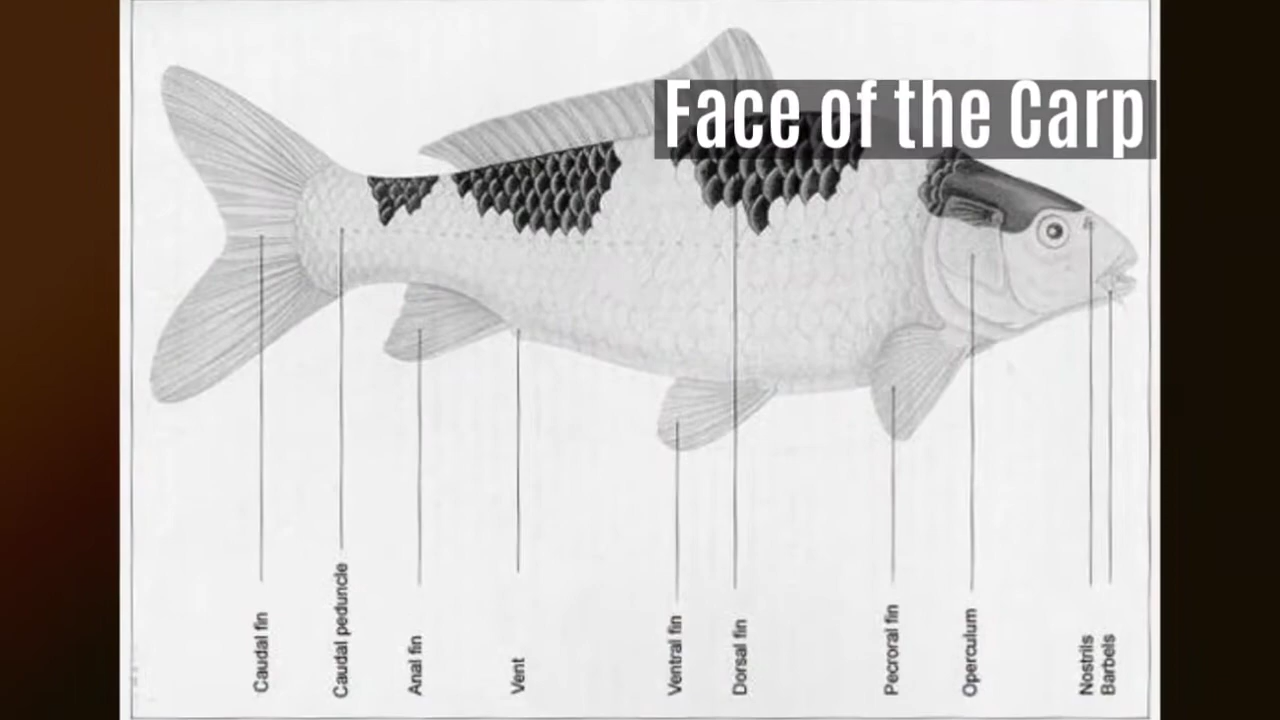 Face of the Carp
Caudal fin
Caudal peduncle
Anal fin
Vent
Ventral fin
Dorsal fin
Pecroral fin
Operculum
Nostrils
Barbels